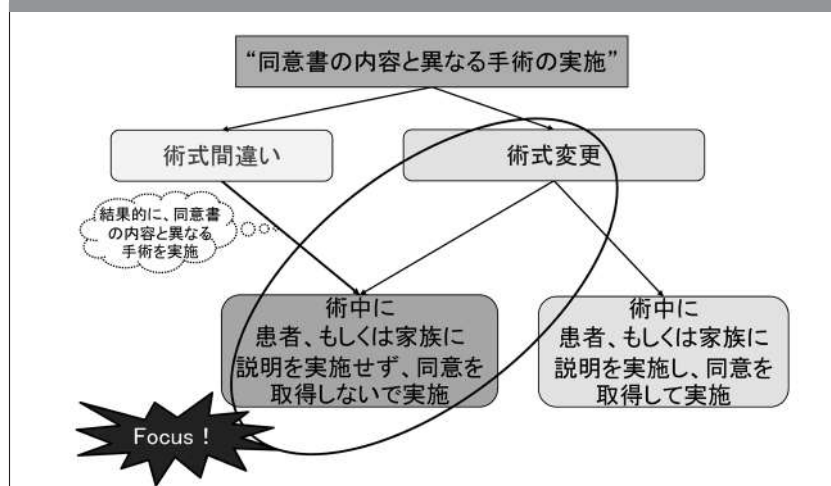 “同意書の内容と異なる手術の実施”
術式間違い
術式変更
結果的に、同意書
の内容と異なる
手術を実施
術中に
患者、もしくは家族に
説明を実施せず、同意を
取得しないで実施
術中に
患者、もしくは家族に
説明を実施し、同意を
取得して実施
Focus！